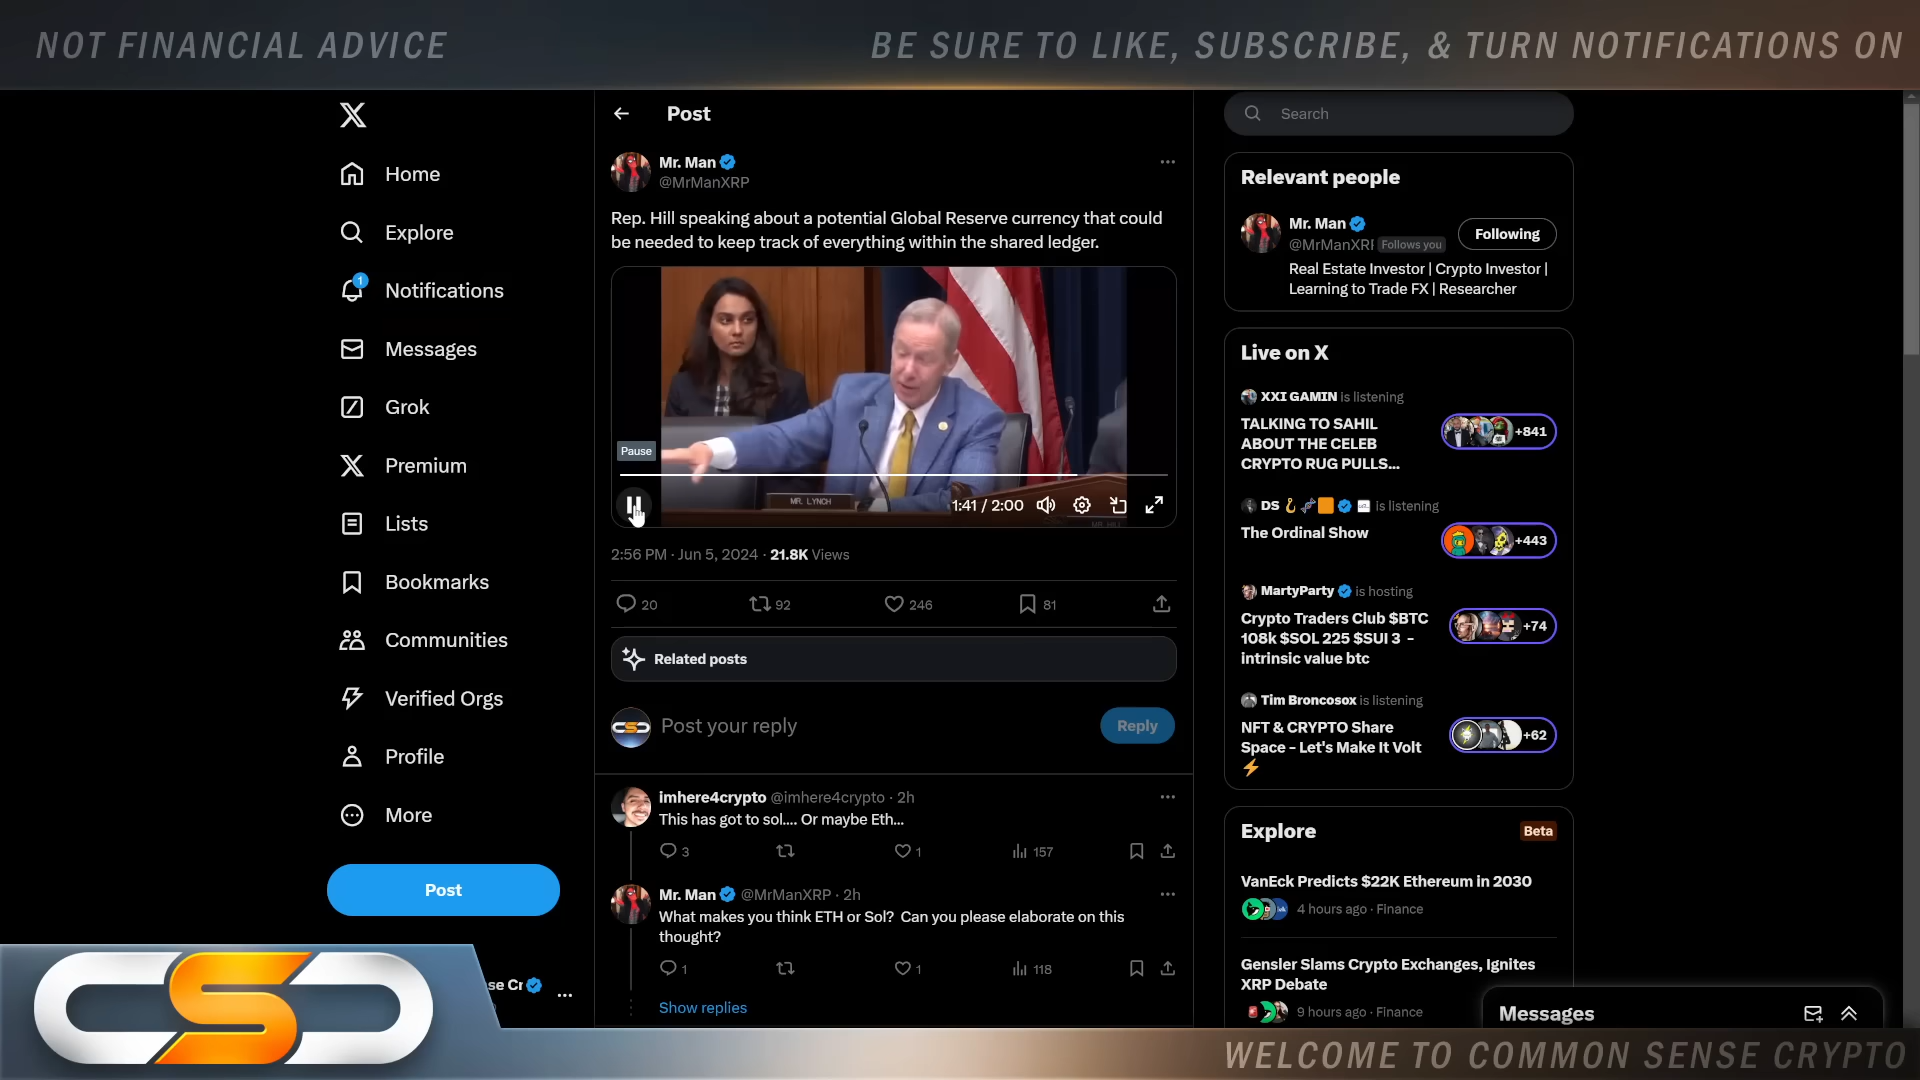 NOT FINANCIAL ADVICE
BE SURE TO LIKE, SUBSCRIBE, & TURN NOTIFICATIONS ON
Home
Explore
1
Notifications
Messages
Grok
Premium
Lists
Bookmarks
Communities
Verified Orgs
Profile
More
Post
se Cr
Post
Mr. Man
@MrManXRP
Rep. Hill speaking about a potential Global Reserve currency that could
be needed to keep track of everything within the shared ledger.
Pause
MR. LYNCH
1:41 / 2:00
MR. HILL
2:56 PM · Jun 5, 2024 · 21.8K Views
20 92 246 81
Related posts
Post your reply
Reply
imhere4crypto @imhere4crypto · 2h
This has got to sol.... Or maybe Eth...
3 1 157
Mr. Man @MrManXRP · 2h
What makes you think ETH or Sol?  Can you please elaborate on this
thought?
1 1 118
Show replies
Search
Relevant people
Mr. Man
@MrManXRP Follows you
Following
Real Estate Investor | Crypto Investor |
Learning to Trade FX | Researcher
Live on X
XXI GAMIN is listening
TALKING TO SAHIL
ABOUT THE CELEB
CRYPTO RUG PULLS...
+841
DS is listening
The Ordinal Show
+443
MartyParty is hosting
Crypto Traders Club $BTC
108k $SOL 225 $SUI 3 -
intrinsic value btc
+74
Tim Broncosox is listening
NFT & CRYPTO Share
Space - Let's Make It Volt
+62
Explore
Beta
VanEck Predicts $22K Ethereum in 2030
4 hours ago · Finance
Gensler Slams Crypto Exchanges, Ignites
XRP Debate
9 hours ago · Finance
Messages
CSC
WELCOME TO COMMON SENSE CRYPTO